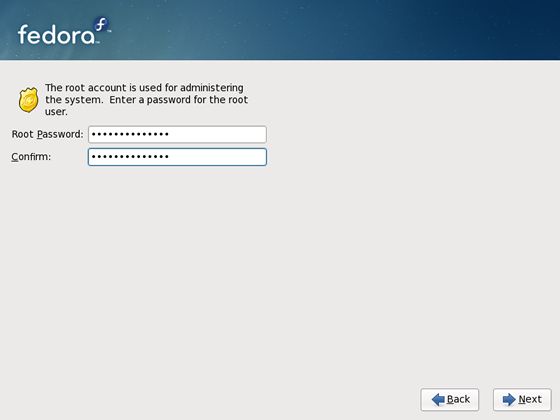 fedora
The root account is used for administering
the system.  Enter a password for the root
user.
Root Password: ••••••••••••••
Confirm: ••••••••••••••
Back Next